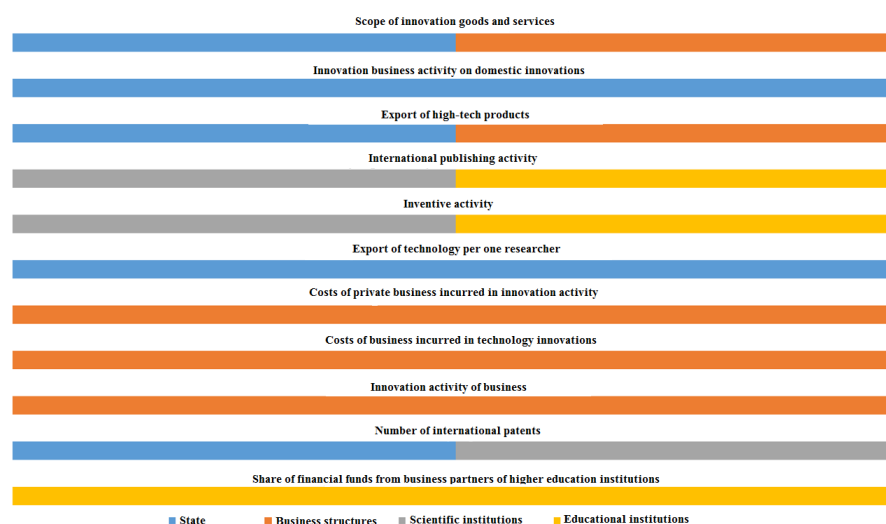 Scope of innovation goods and services
Innovation business activity on domestic innovations
Export of high-tech products
International publishing activity
Inventive activity
Export of technology per one researcher
Costs of private business incurred in innovation activity
Costs of business incurred in technology innovations
Innovation activity of business
Number of international patents
Share of financial funds from business partners of higher education institutions
State Business structures Scientific institutions Educational institutions